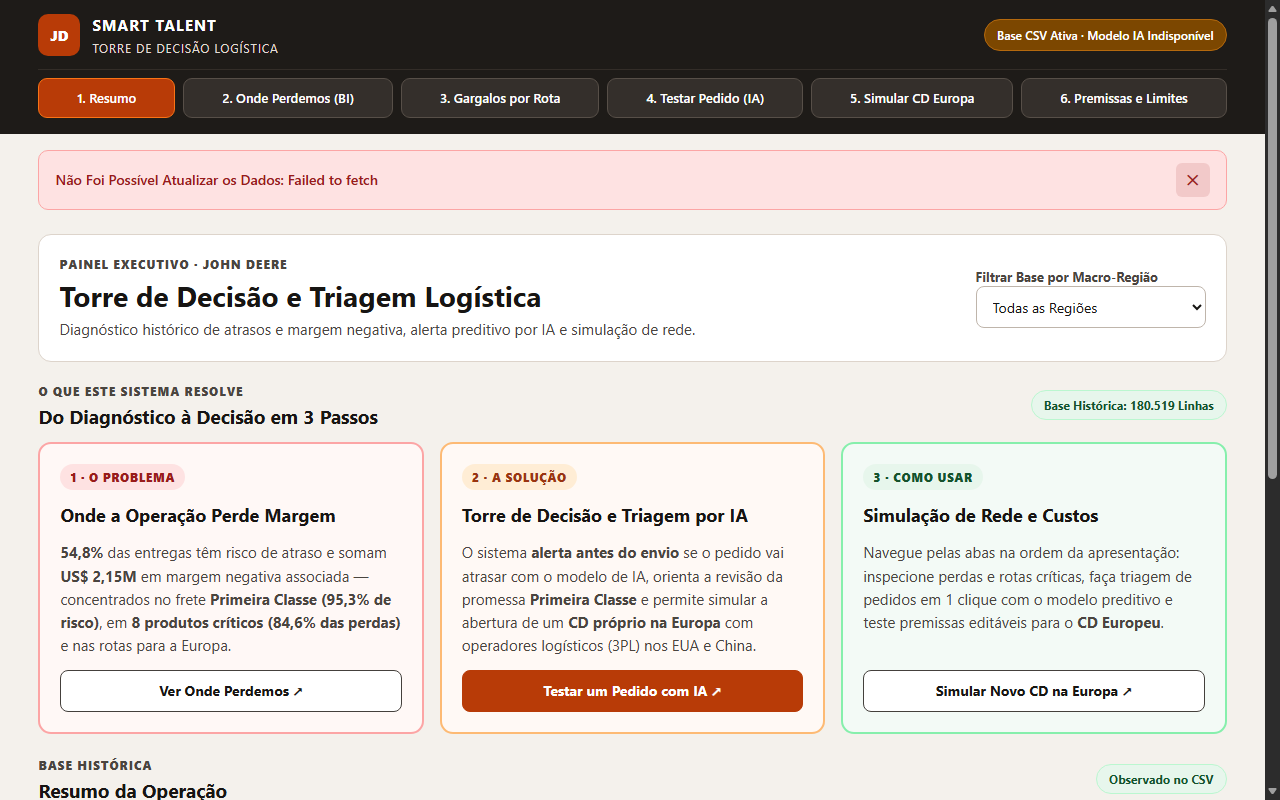 JD
SMART TALENT
TORRE DE DECISÃO LOGÍSTICA
Base CSV Ativa · Modelo IA Indisponível
1. Resumo
2. Onde Perdemos (BI)
3. Gargalos por Rota
4. Testar Pedido (IA)
5. Simular CD Europa
6. Premissas e Limites
Não Foi Possível Atualizar os Dados: Failed to fetch
✕
PAINEL EXECUTIVO · JOHN DEERE
Torre de Decisão e Triagem Logística
Diagnóstico histórico de atrasos e margem negativa, alerta preditivo por IA e simulação de rede.
Filtrar Base por Macro-Região
Todas as Regiões
O QUE ESTE SISTEMA RESOLVE
Do Diagnóstico à Decisão em 3 Passos
Base Histórica: 180.519 Linhas
1 · O PROBLEMA
Onde a Operação Perde Margem
54,8% das entregas têm risco de atraso e somam
US$ 2,15M em margem negativa associada —
concentrados no frete Primeira Classe (95,3% de
risco), em 8 produtos críticos (84,6% das perdas)
e nas rotas para a Europa.
Ver Onde Perdemos ↗
2 · A SOLUÇÃO
Torre de Decisão e Triagem por IA
O sistema alerta antes do envio se o pedido vai
atrasar com o modelo de IA, orienta a revisão da
promessa Primeira Classe e permite simular a
abertura de um CD próprio na Europa com
operadores logísticos (3PL) nos EUA e China.
Testar um Pedido com IA ↗
3 · COMO USAR
Simulação de Rede e Custos
Navegue pelas abas na ordem da apresentação:
inspecione perdas e rotas críticas, faça triagem de
pedidos em 1 clique com o modelo preditivo e
teste premissas editáveis para o CD Europeu.
Simular Novo CD na Europa ↗
BASE HISTÓRICA
Resumo da Operação
Observado no CSV